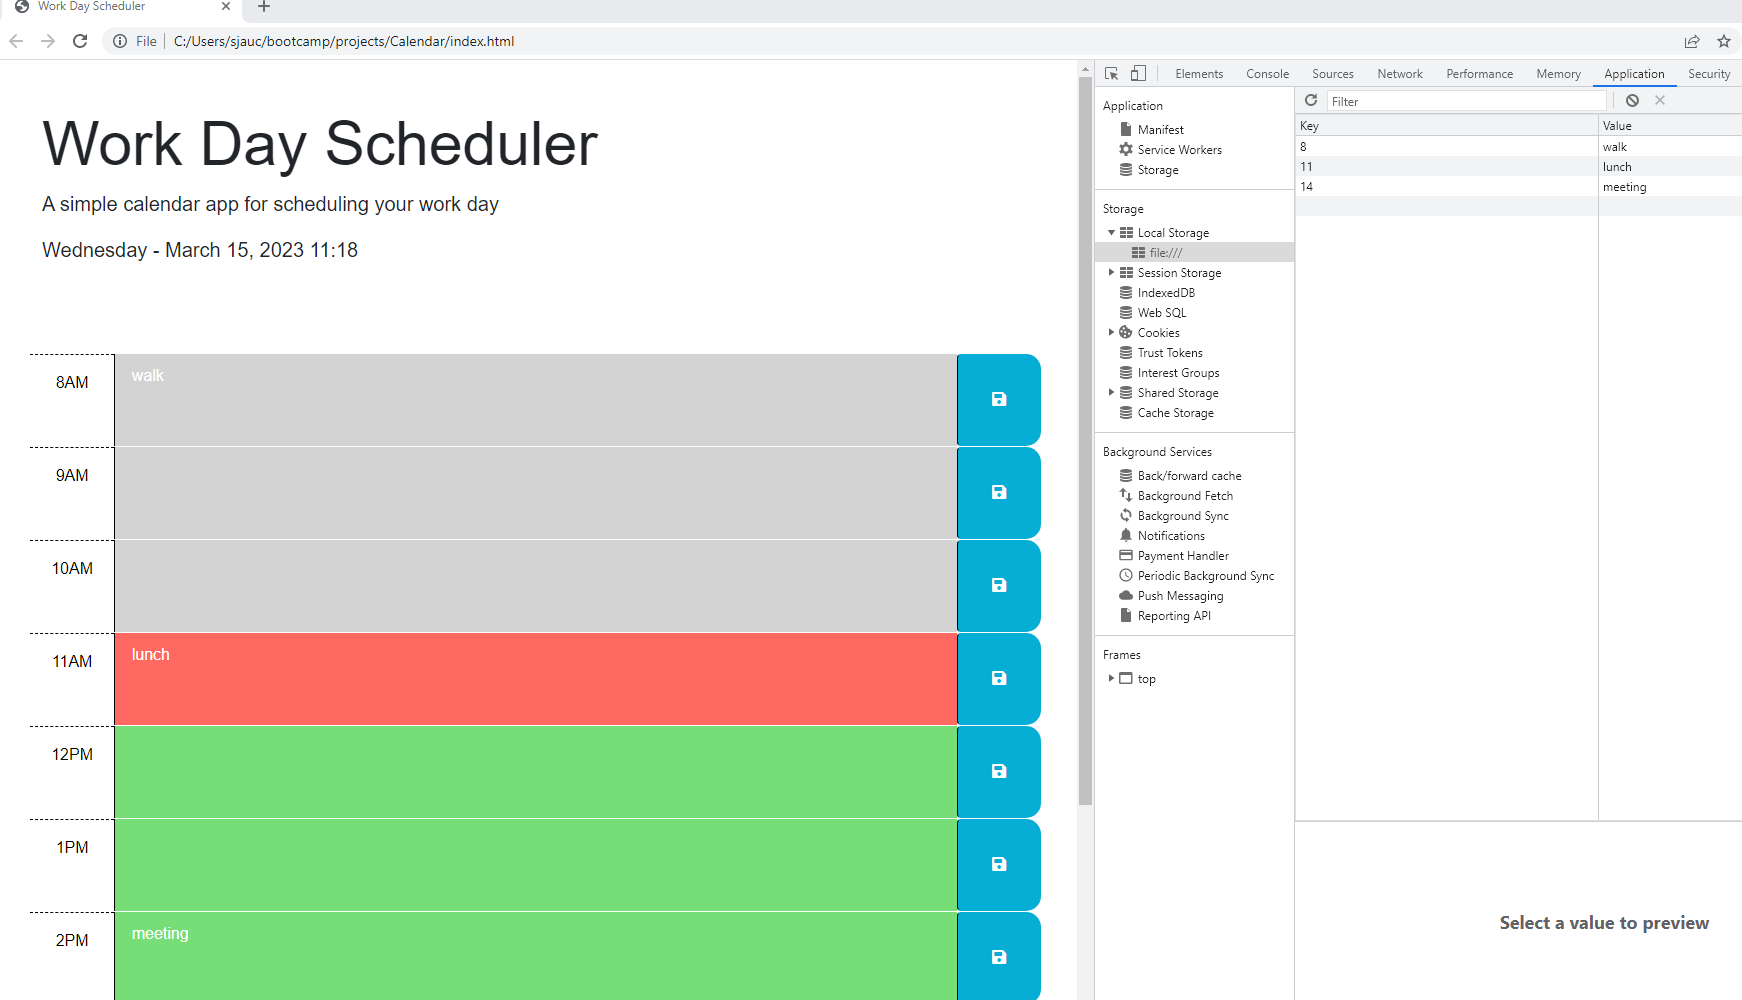 Work Day Scheduler
File
C:/Users/sjauc/bootcamp/projects/Calendar/index.html
Work Day Scheduler
A simple calendar app for scheduling your work day
Wednesday - March 15, 2023 11:18
8AM
walk
9AM
10AM
11AM
lunch
12PM
1PM
2PM
meeting
Elements Console Sources Network Performance Memory Application Security
Application
Manifest
Service Workers
Storage
Storage
Local Storage
file:///
Session Storage
IndexedDB
Web SQL
Cookies
Trust Tokens
Interest Groups
Shared Storage
Cache Storage
Background Services
Back/forward cache
Background Fetch
Background Sync
Notifications
Payment Handler
Periodic Background Sync
Push Messaging
Reporting API
Frames
top
Filter
Key Value
8 walk
11 lunch
14 meeting
Select a value to preview